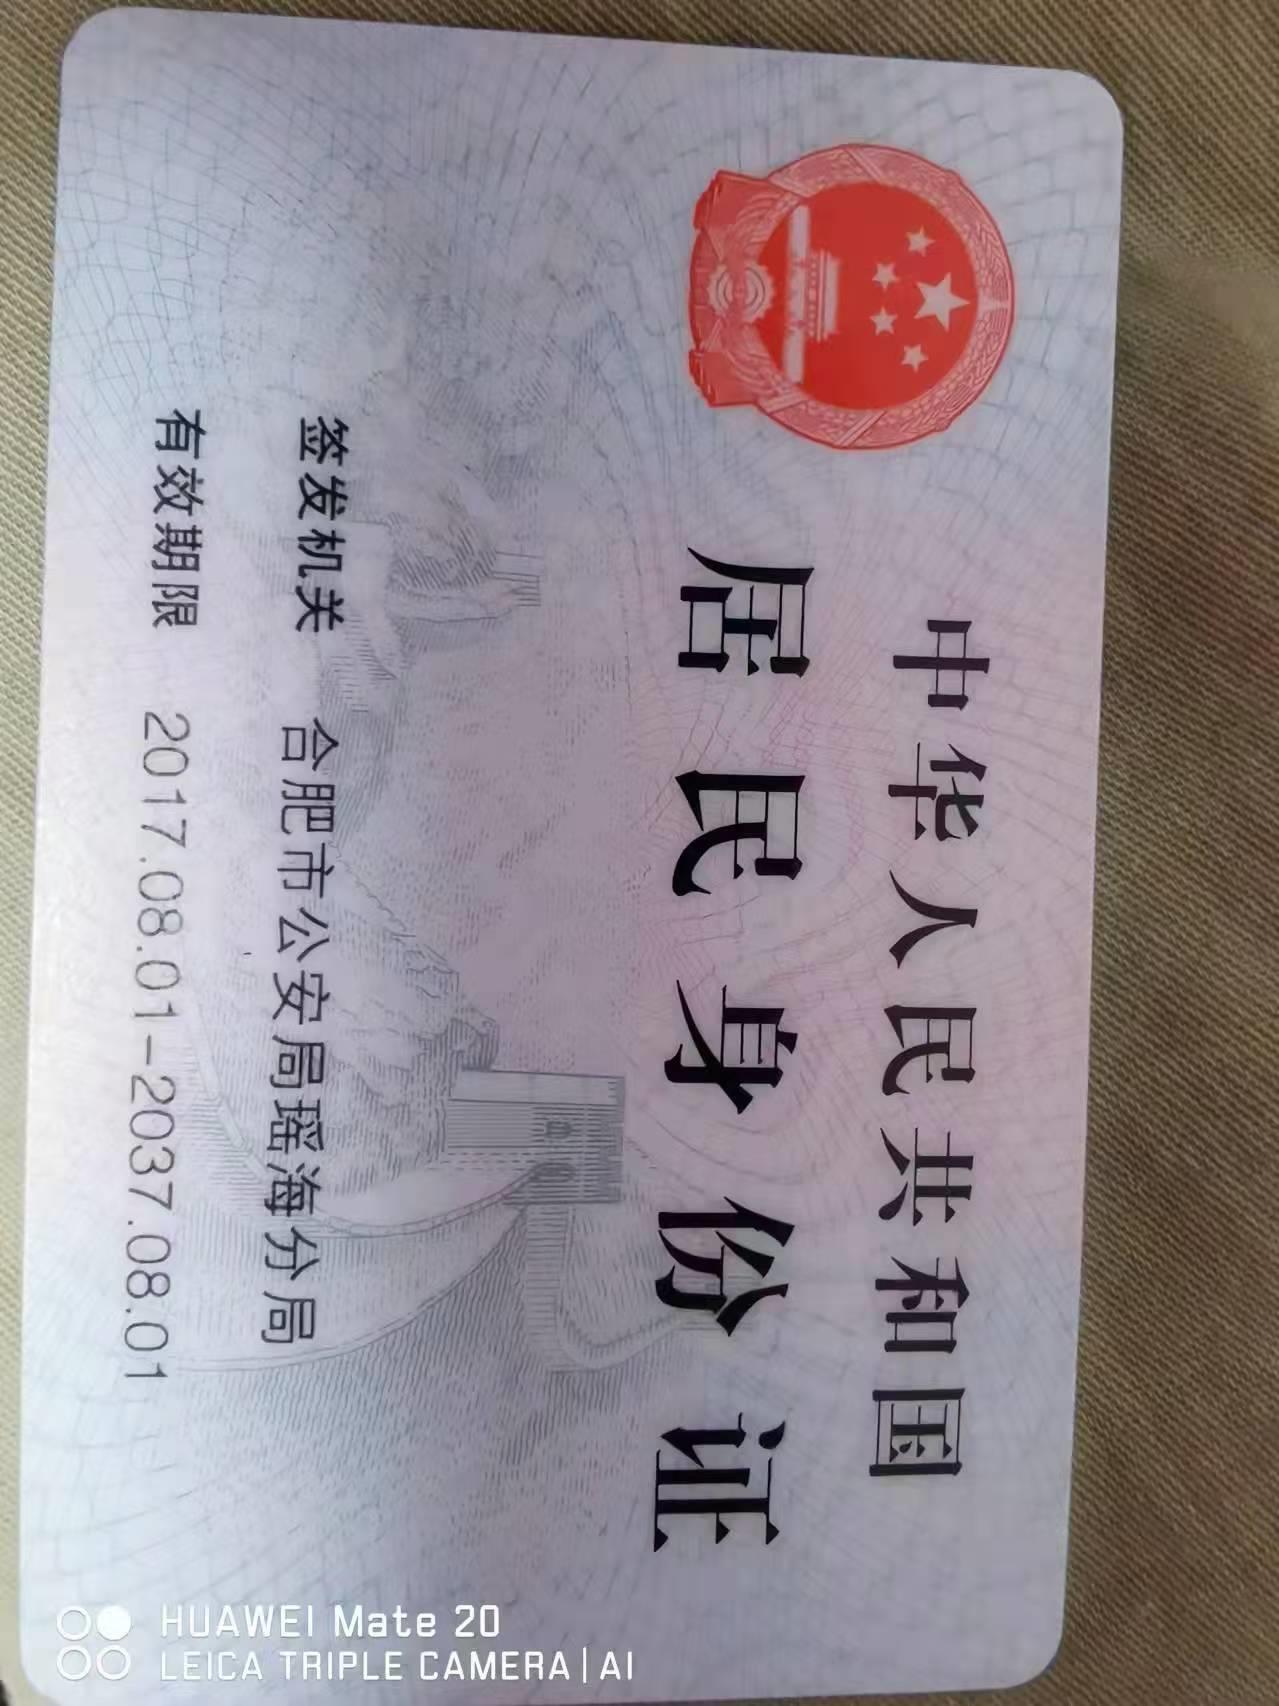 中华人民共和国
居民身份证
签发机关 合肥市公安局瑶海分局
有效期限 2017.08.01-2037.08.01
HUAWEI Mate 20
LEICA TRIPLE CAMERA | AI